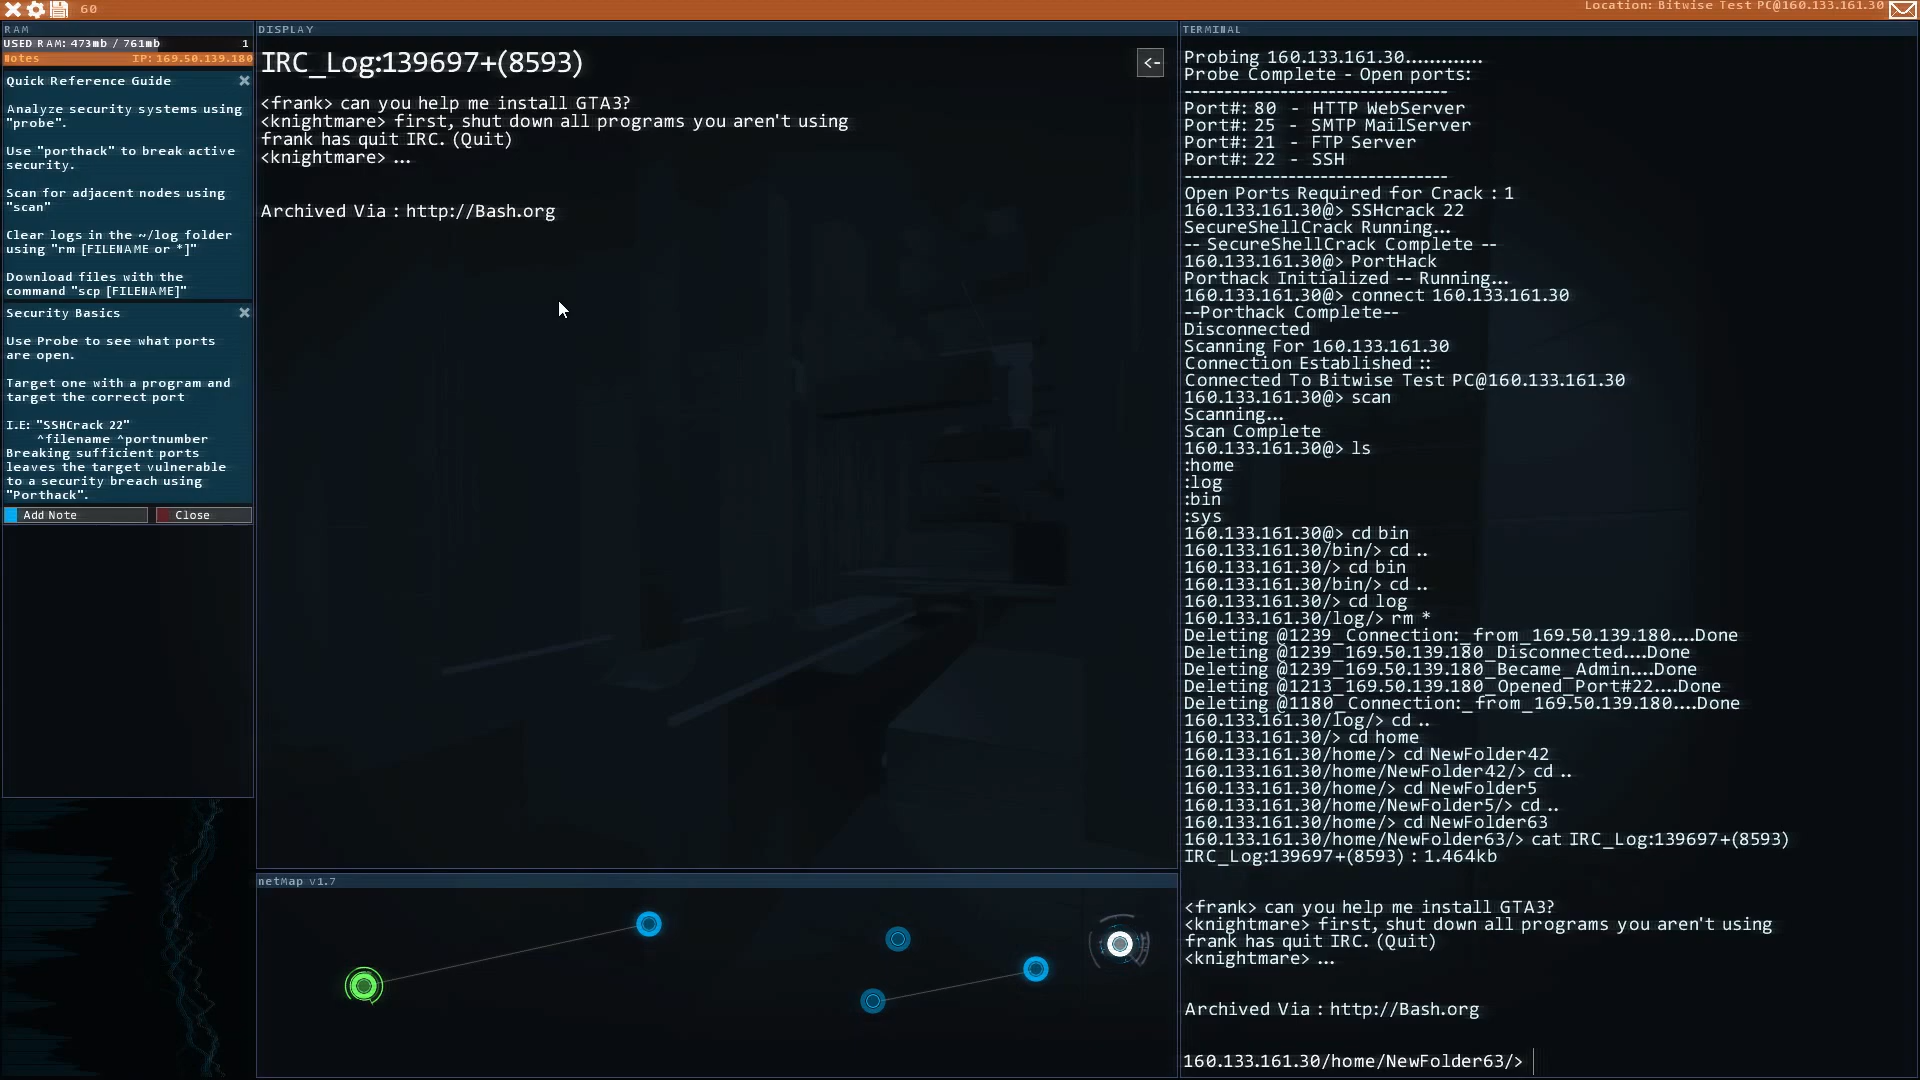 60
Location: Bitwise Test PC@160.133.161.30
RAM
USED RAM: 473mb / 761mb 1
Notes IP: 169.50.139.180
Quick Reference Guide
Analyze security systems using
"probe".
Use "porthack" to break active
security.
Scan for adjacent nodes using
"scan"
Clear logs in the ~/log folder
using "rm [FILENAME or *]"
Download files with the
command "scp [FILENAME]"
Security Basics
Use Probe to see what ports
are open.
Target one with a program and
target the correct port
I.E: "SSHCrack 22"
^filename ^portnumber
Breaking sufficient ports
leaves the target vulnerable
to a security breach using
"Porthack".
Add Note Close
DISPLAY
IRC_Log:139697+(8593)
<-
<frank> can you help me install GTA3?
<knightmare> first, shut down all programs you aren't using
frank has quit IRC. (Quit)
<knightmare> ...
Archived Via : http://Bash.org
netMap v1.7
TERMINAL
Probing 160.133.161.30.............
Probe Complete - Open ports:
---------------------------------
Port#: 80 - HTTP WebServer
Port#: 25 - SMTP MailServer
Port#: 21 - FTP Server
Port#: 22 - SSH
---------------------------------
Open Ports Required for Crack : 1
160.133.161.30@> SSHcrack 22
SecureShellCrack Running...
-- SecureShellCrack Complete --
160.133.161.30@> PortHack
Porthack Initialized -- Running...
160.133.161.30@> connect 160.133.161.30
--Porthack Complete--
Disconnected
Scanning For 160.133.161.30
Connection Established ::
Connected To Bitwise Test PC@160.133.161.30
160.133.161.30@> scan
Scanning...
Scan Complete
160.133.161.30@> ls
:home
:log
:bin
:sys
160.133.161.30@> cd bin
160.133.161.30/bin/> cd ..
160.133.161.30/> cd bin
160.133.161.30/bin/> cd ..
160.133.161.30/> cd log
160.133.161.30/log/> rm *
Deleting @1239_Connection:_from_169.50.139.180....Done
Deleting @1239_169.50.139.180_Disconnected....Done
Deleting @1239_169.50.139.180_Became_Admin....Done
Deleting @1213_169.50.139.180_Opened_Port#22....Done
Deleting @1180_Connection:_from_169.50.139.180....Done
160.133.161.30/log/> cd ..
160.133.161.30/> cd home
160.133.161.30/home/> cd NewFolder42
160.133.161.30/home/NewFolder42/> cd ..
160.133.161.30/home/> cd NewFolder5
160.133.161.30/home/NewFolder5/> cd ..
160.133.161.30/home/> cd NewFolder63
160.133.161.30/home/NewFolder63/> cat IRC_Log:139697+(8593)
IRC_Log:139697+(8593) : 1.464kb
<frank> can you help me install GTA3?
<knightmare> first, shut down all programs you aren't using
frank has quit IRC. (Quit)
<knightmare> ...
Archived Via : http://Bash.org
160.133.161.30/home/NewFolder63/>